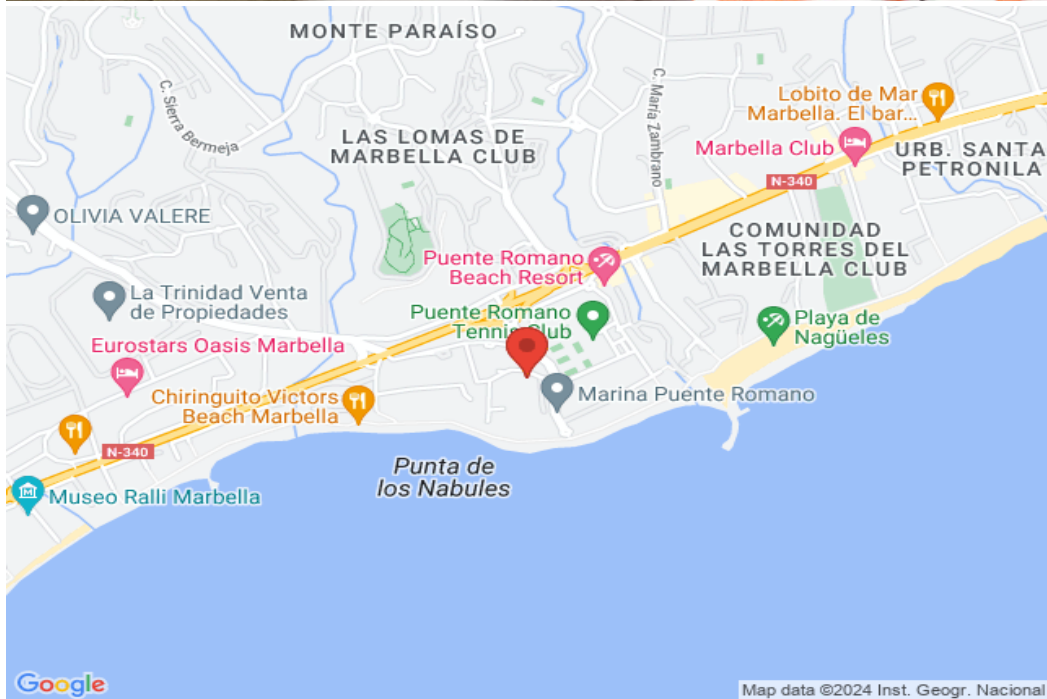 MONTE PARAÍSO
C. Sierra Bermeja
C. María Zambrano
Lobito de Mar
Marbella. El bar...
LAS LOMAS DE
MARBELLA CLUB
Marbella Club
URB. SANTA
PETRONILA
N-340
OLIVIA VALERE
COMUNIDAD
LAS TORRES DEL
MARBELLA CLUB
Puente Romano
Beach Resort
La Trinidad Venta
de Propiedades
Puente Romano
Tennis Club
Playa de
Nagüeles
Eurostars Oasis Marbella
Chiringuito Victors
Beach Marbella
Marina Puente Romano
N-340
Punta de
los Nabules
Museo Ralli Marbella
Google
Map data ©2024 Inst. Geogr. Nacional